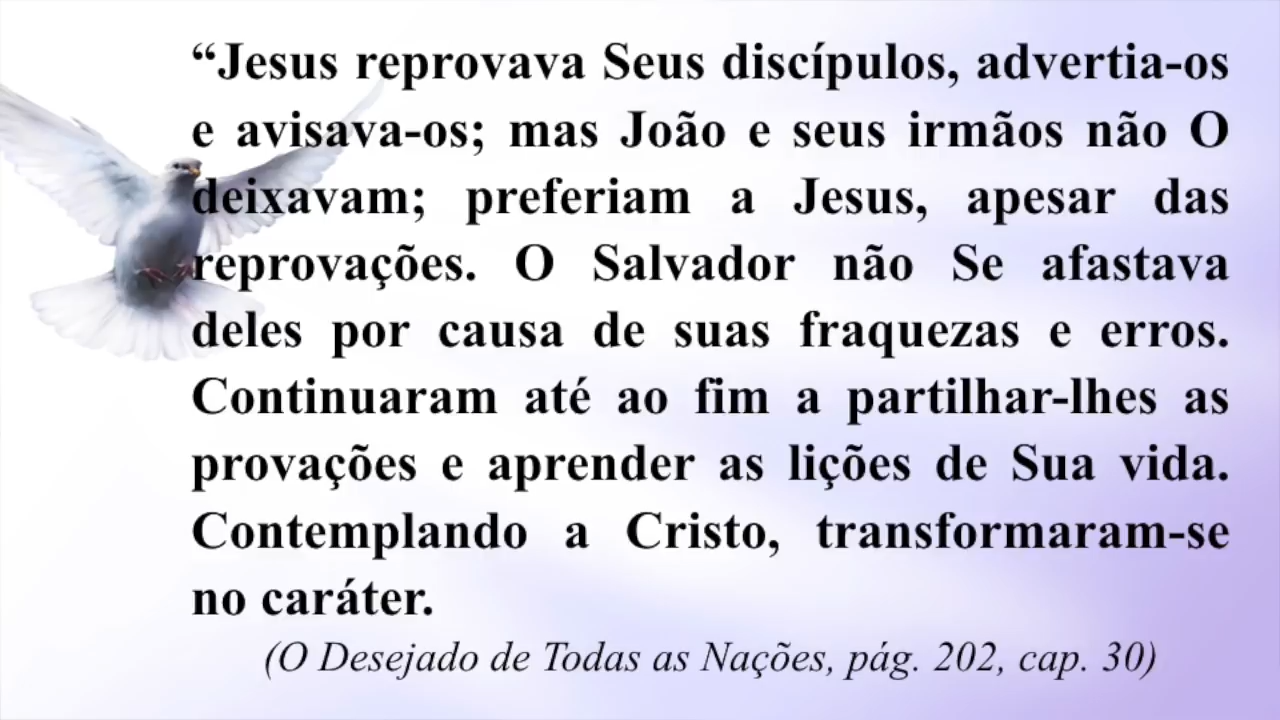 “Jesus reprovava Seus discípulos, advertia-os
e avisava-os; mas João e seus irmãos não O
deixavam; preferiam a Jesus, apesar das
reprovações. O Salvador não Se afastava
deles por causa de suas fraquezas e erros.
Continuaram até ao fim a partilhar-lhes as
provações e aprender as lições de Sua vida.
Contemplando a Cristo, transformaram-se
no caráter.
(O Desejado de Todas as Nações, pág. 202, cap. 30)